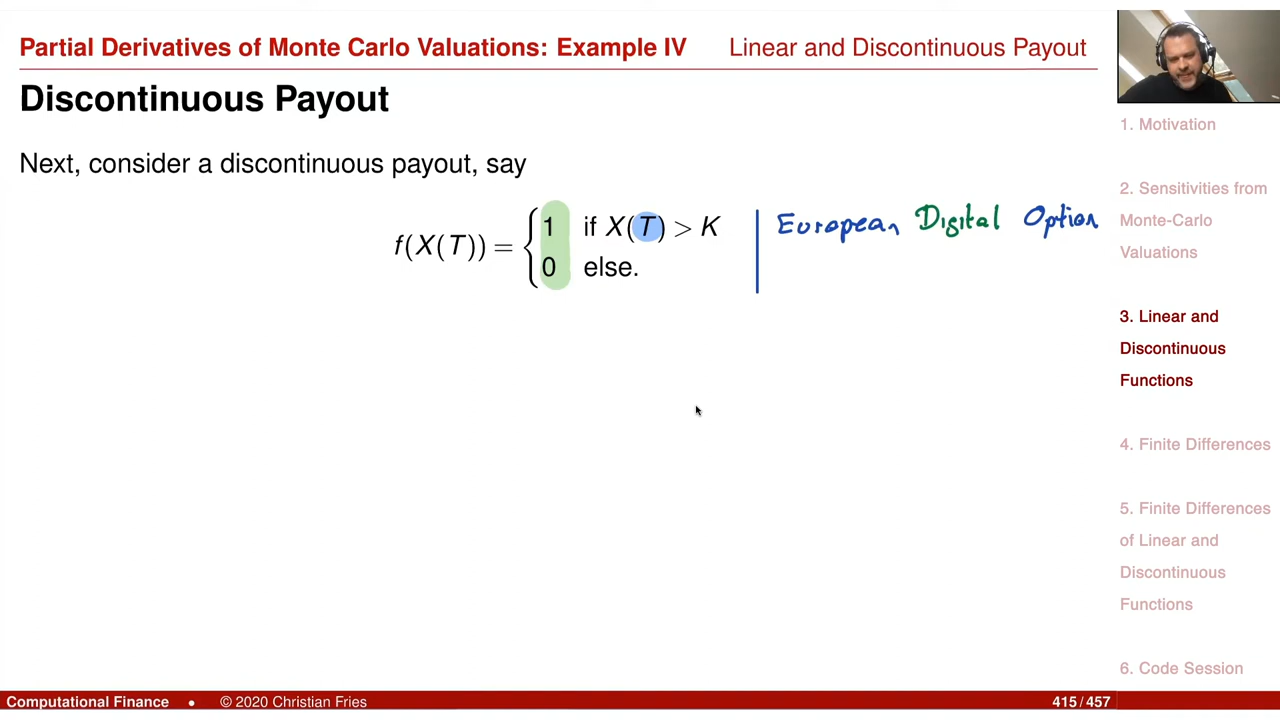 Partial Derivatives of Monte Carlo Valuations: Example IV Linear and Discontinuous Payout
Discontinuous Payout
Next, consider a discontinuous payout, say
f(X(T)) = { 1 if X(T) > K
0 else.
European Digital Option
1. Motivation
2. Sensitivities from
Monte-Carlo
Valuations
3. Linear and
Discontinuous
Functions
4. Finite Differences
5. Finite Differences
of Linear and
Discontinuous
Functions
6. Code Session
Computational Finance • © 2020 Christian Fries 415 / 457